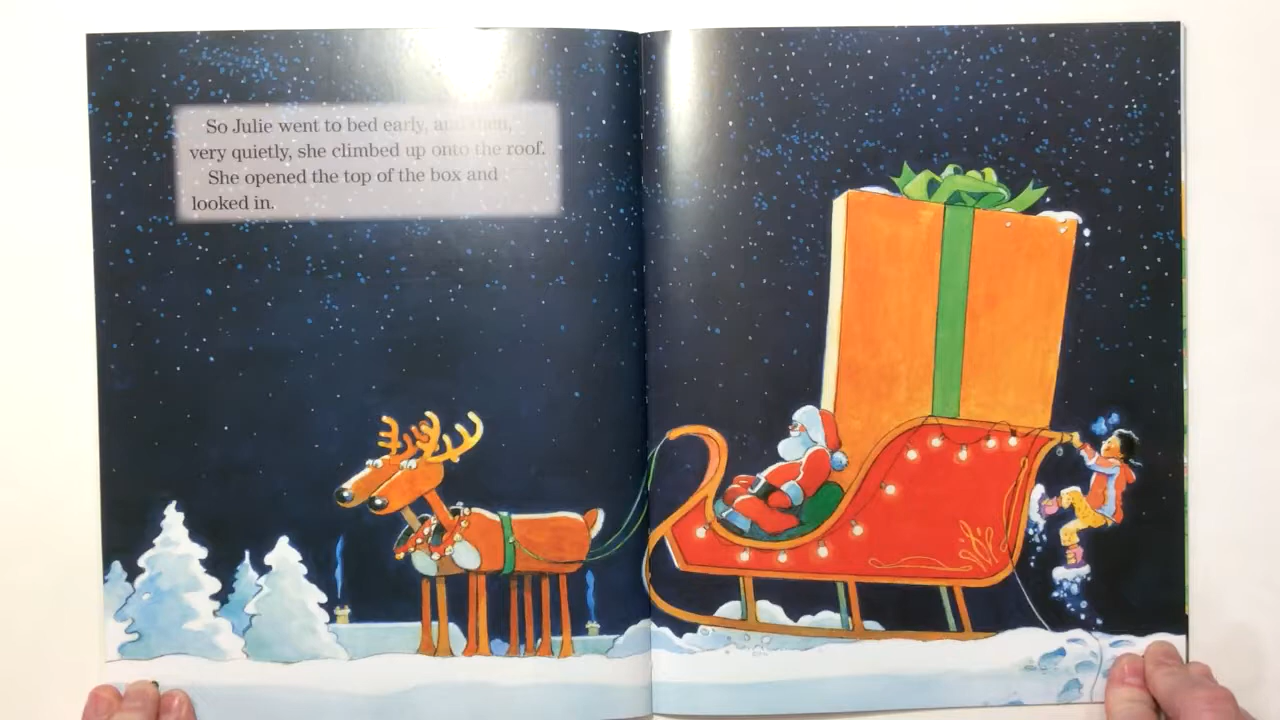 So Julie went to bed early, and then,
very quietly, she climbed up onto the roof.
She opened the top of the box and
looked in.